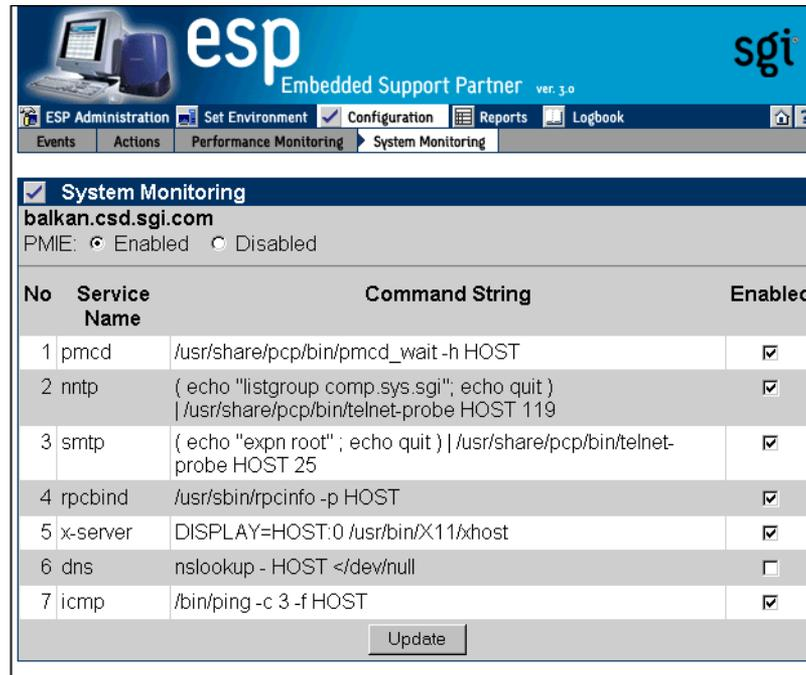 esp
sgi
Embedded Support Partner ver. 3.0
ESP Administration Set Environment Configuration Reports Logbook
Events Actions Performance Monitoring System Monitoring
System Monitoring
balkan.csd.sgi.com
PMIE: Enabled Disabled
No Service Name Command String Enabled
1 pmcd /usr/share/pcp/bin/pmcd_wait -h HOST
2 nntp ( echo "listgroup comp.sys.sgi"; echo quit )
| /usr/share/pcp/bin/telnet-probe HOST 119
3 smtp ( echo "expn root" ; echo quit ) | /usr/share/pcp/bin/telnet-
probe HOST 25
4 rpcbind /usr/sbin/rpcinfo -p HOST
5 x-server DISPLAY=HOST:0 /usr/bin/X11/xhost
6 dns nslookup - HOST </dev/null
7 icmp /bin/ping -c 3 -f HOST
Update